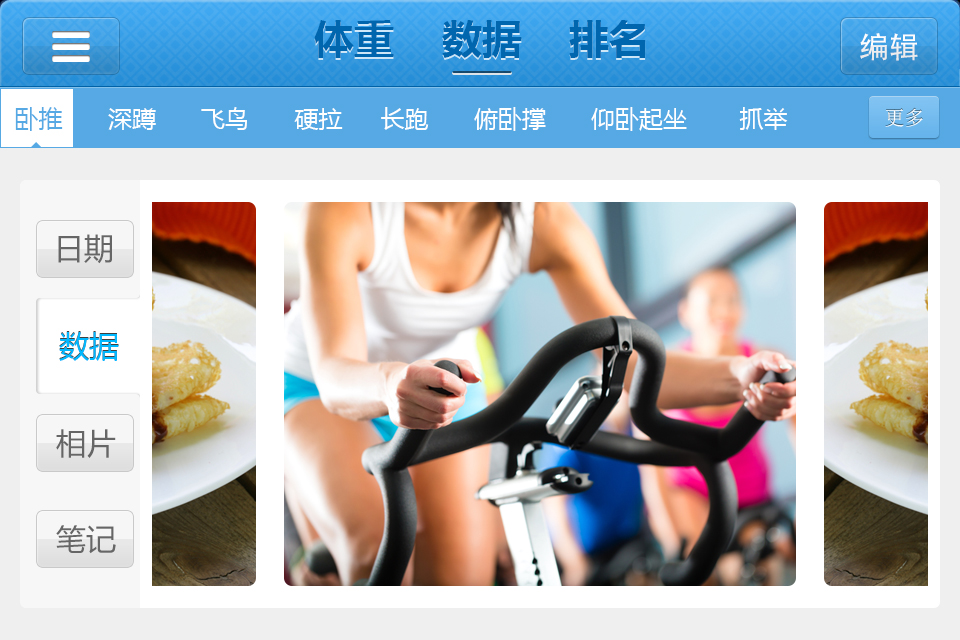 体重 数据 排名 编辑
卧推 深蹲 飞鸟 硬拉 长跑 俯卧撑 仰卧起坐 抓举 更多
日期
数据
相片
笔记